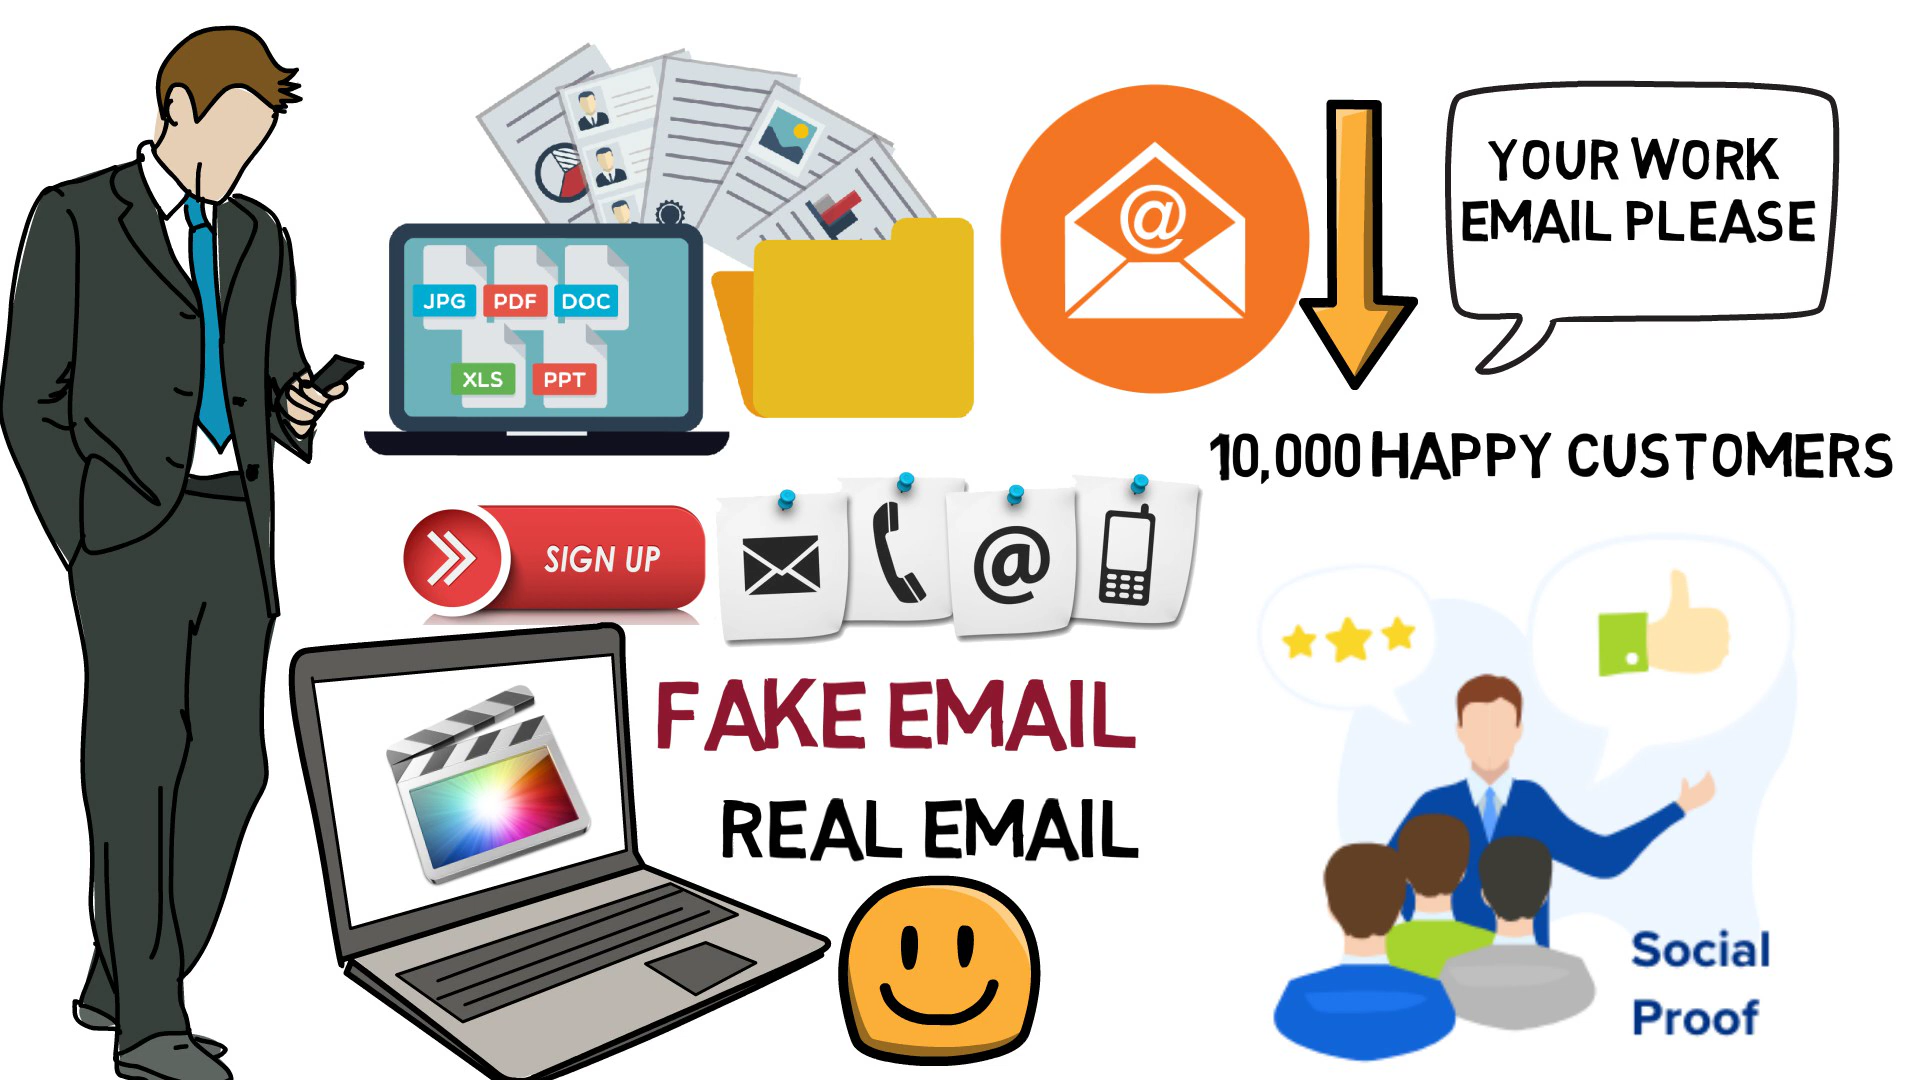 YOUR WORK
EMAIL PLEASE
JPG
PDF
DOC
XLS
PPT
@
10,000 HAPPY CUSTOMERS
SIGN UP
@
FAKE EMAIL
REAL EMAIL
Social
Proof